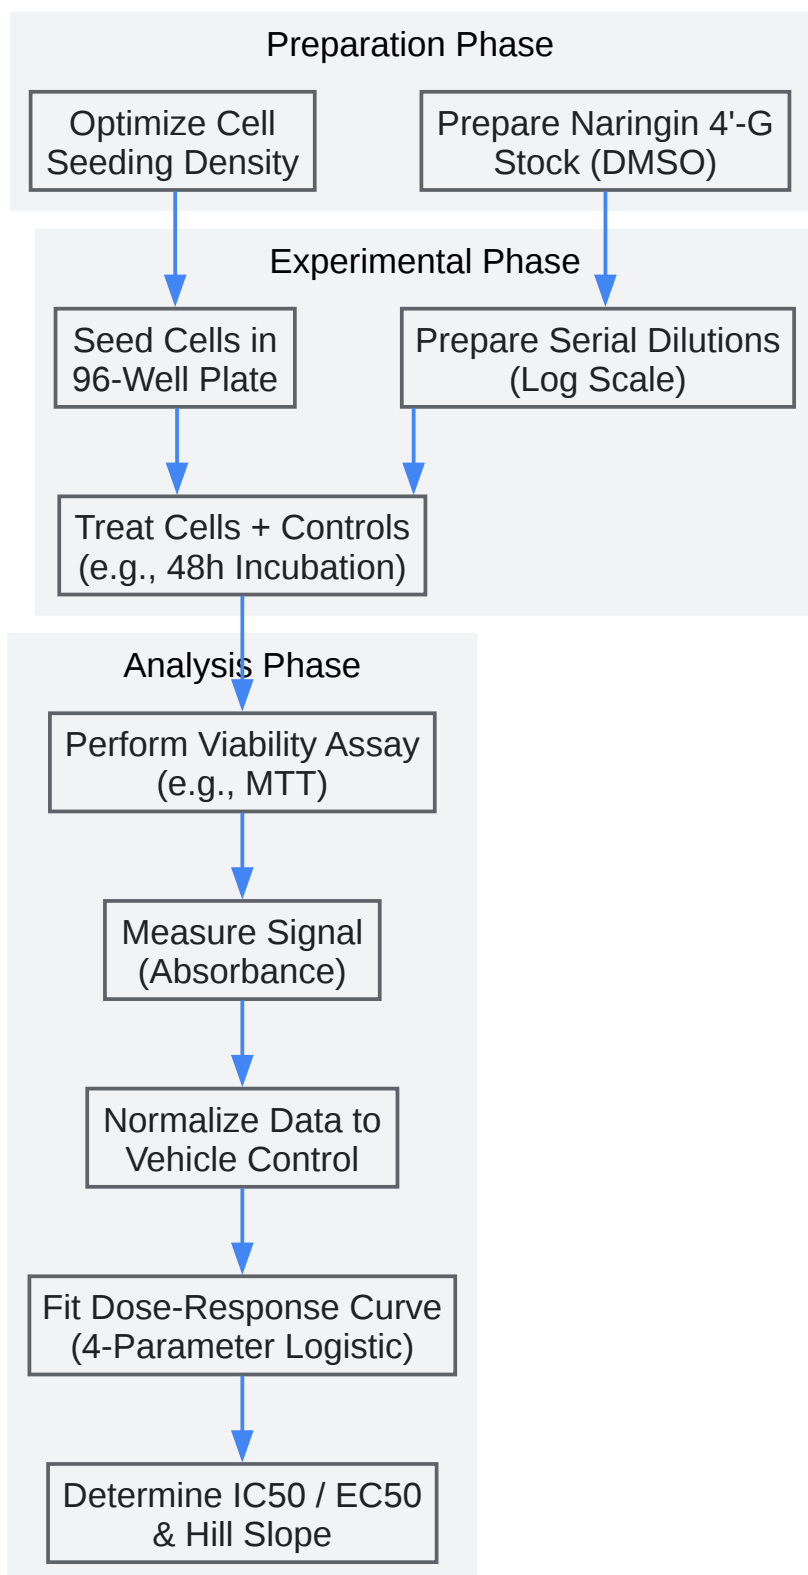 Preparation Phase
Optimize Cell
Seeding Density
Prepare Naringin 4'-G
Stock (DMSO)
Experimental Phase
Seed Cells in
96-Well Plate
Prepare Serial Dilutions
(Log Scale)
Treat Cells + Controls
(e.g., 48h Incubation)
Analysis Phase
Perform Viability Assay
(e.g., MTT)
Measure Signal
(Absorbance)
Normalize Data to
Vehicle Control
Fit Dose-Response Curve
(4-Parameter Logistic)
Determine IC50 / EC50
& Hill Slope